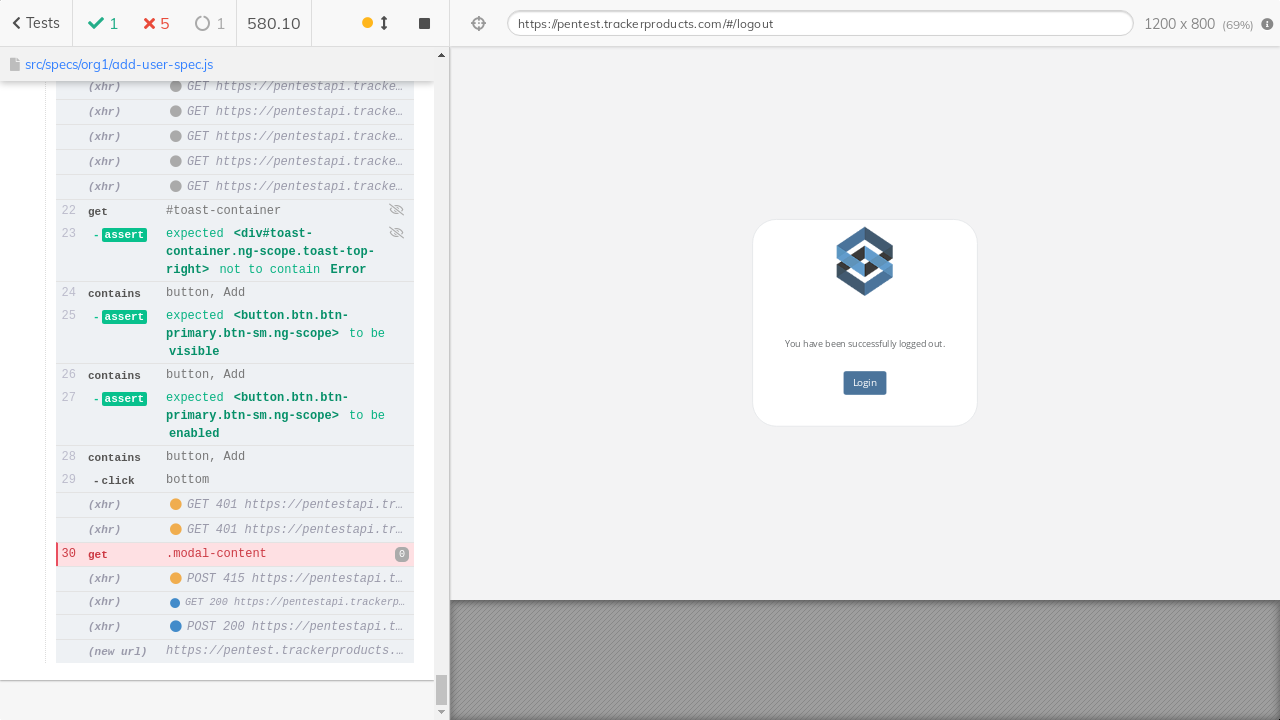 Tests 1 5 1 580.10 https://pentest.trackerproducts.com/#/logout 1200 x 800 (69%)
src/specs/org1/add-user-spec.js
(xhr) GET https://pentestapi.tracke…
(xhr) GET https://pentestapi.tracke…
(xhr) GET https://pentestapi.tracke…
(xhr) GET https://pentestapi.tracke…
(xhr) GET https://pentestapi.tracke…
22 get #toast-container
23 - assert expected <div#toast-
container.ng-scope.toast-top-
right> not to contain Error
24 contains button, Add
25 - assert expected <button.btn.btn-
primary.btn-sm.ng-scope> to be
visible
26 contains button, Add
27 - assert expected <button.btn.btn-
primary.btn-sm.ng-scope> to be
enabled
28 contains button, Add
29 - click bottom
(xhr) GET 401 https://pentestapi.tr…
(xhr) GET 401 https://pentestapi.tr…
30 get .modal-content 0
(xhr) POST 415 https://pentestapi.t…
(xhr) GET 200 https://pentestapi.trackerp…
(xhr) POST 200 https://pentestapi.t…
(new url) https://pentest.trackerproducts.…
You have been successfully logged out.
Login